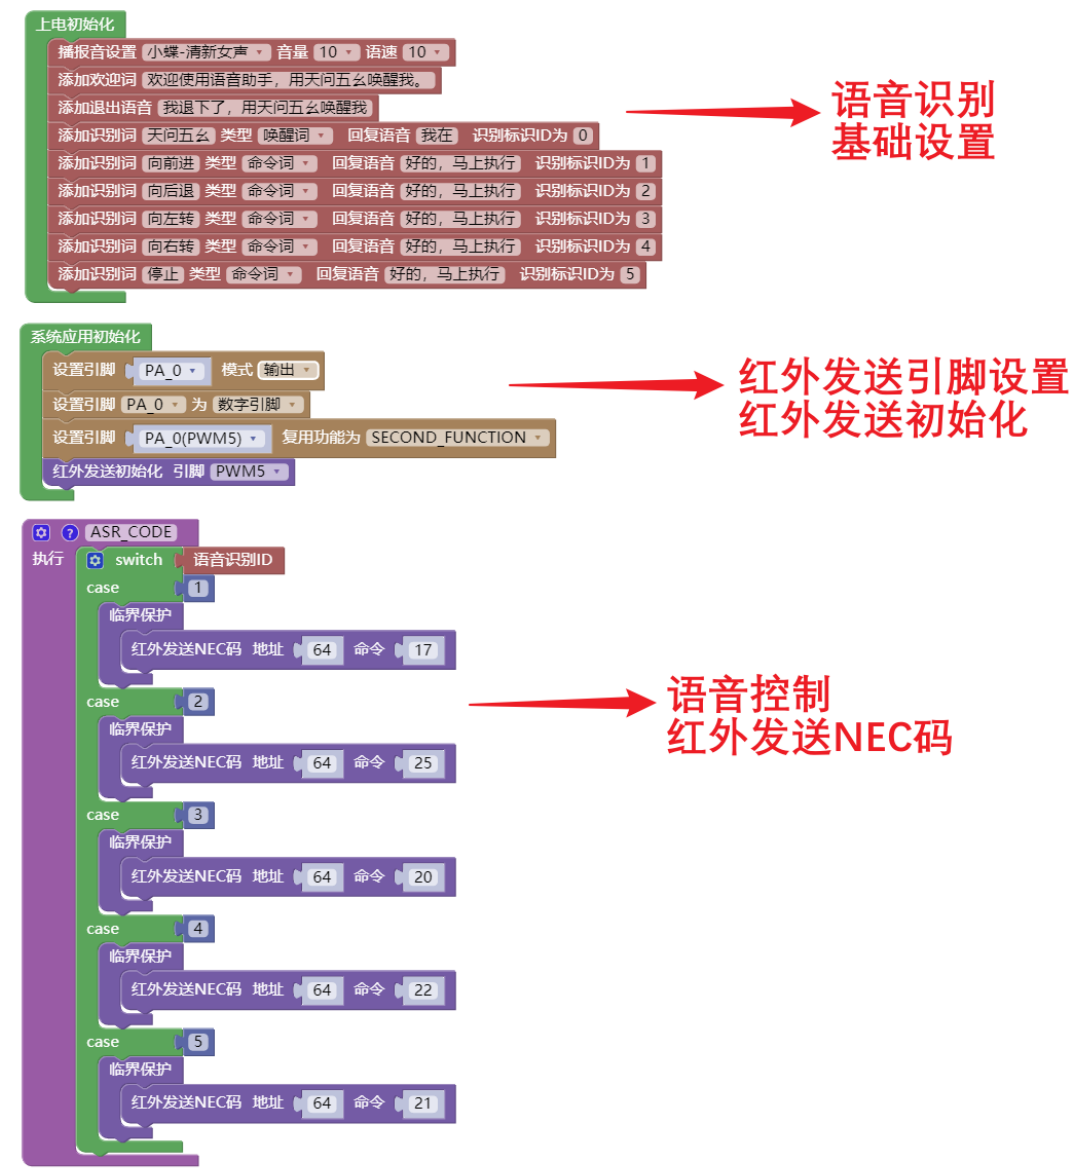 上电初始化
播报音设置 小蝶-清新女声 音量 10 语速 10
添加欢迎词 欢迎使用语音助手，用天问五幺唤醒我。
添加退出语音 我退下了，用天问五幺唤醒我
添加识别词 天问五幺 类型 唤醒词 回复语音 我在 识别标识ID为 0
添加识别词 向前进 类型 命令词 回复语音 好的，马上执行 识别标识ID为 1
添加识别词 向后退 类型 命令词 回复语音 好的，马上执行 识别标识ID为 2
添加识别词 向左转 类型 命令词 回复语音 好的，马上执行 识别标识ID为 3
添加识别词 向右转 类型 命令词 回复语音 好的，马上执行 识别标识ID为 4
添加识别词 停止 类型 命令词 回复语音 好的，马上执行 识别标识ID为 5
语音识别
基础设置
系统应用初始化
设置引脚 PA_0 模式 输出
设置引脚 PA_0 为 数字引脚
设置引脚 PA_0(PWM5) 复用功能为 SECOND_FUNCTION
红外发送初始化 引脚 PWM5
红外发送引脚设置
红外发送初始化
? ASR_CODE
执行 switch 语音识别ID
case 1
临界保护
红外发送NEC码 地址 64 命令 17
case 2
临界保护
红外发送NEC码 地址 64 命令 25
case 3
临界保护
红外发送NEC码 地址 64 命令 20
case 4
临界保护
红外发送NEC码 地址 64 命令 22
case 5
临界保护
红外发送NEC码 地址 64 命令 21
语音控制
红外发送NEC码